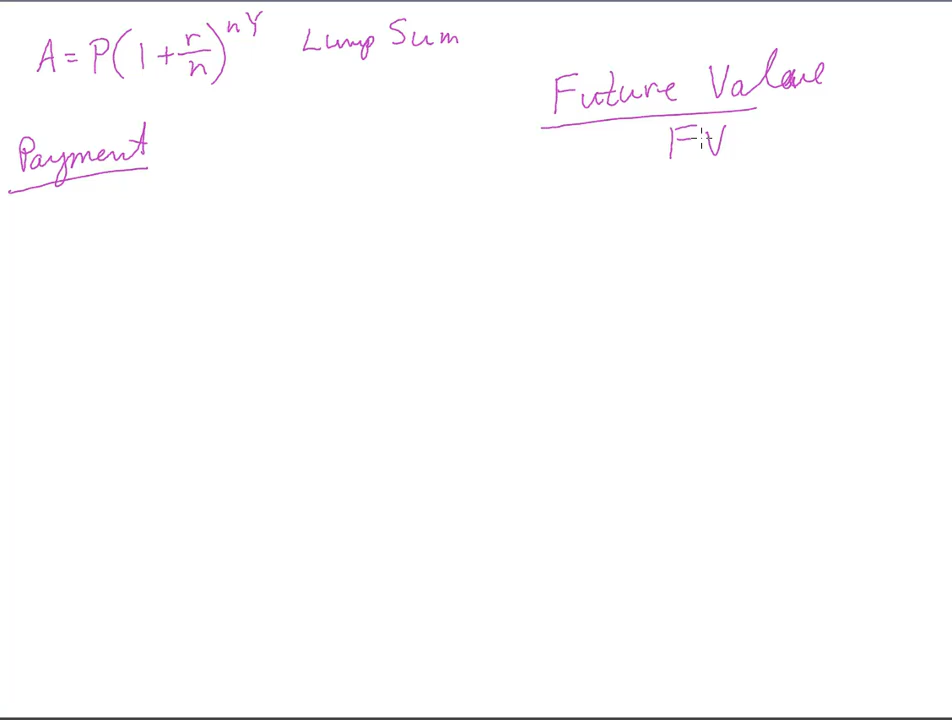 A = P(1 + r/n)^nY Lump Sum
Future Value
FV
Payment